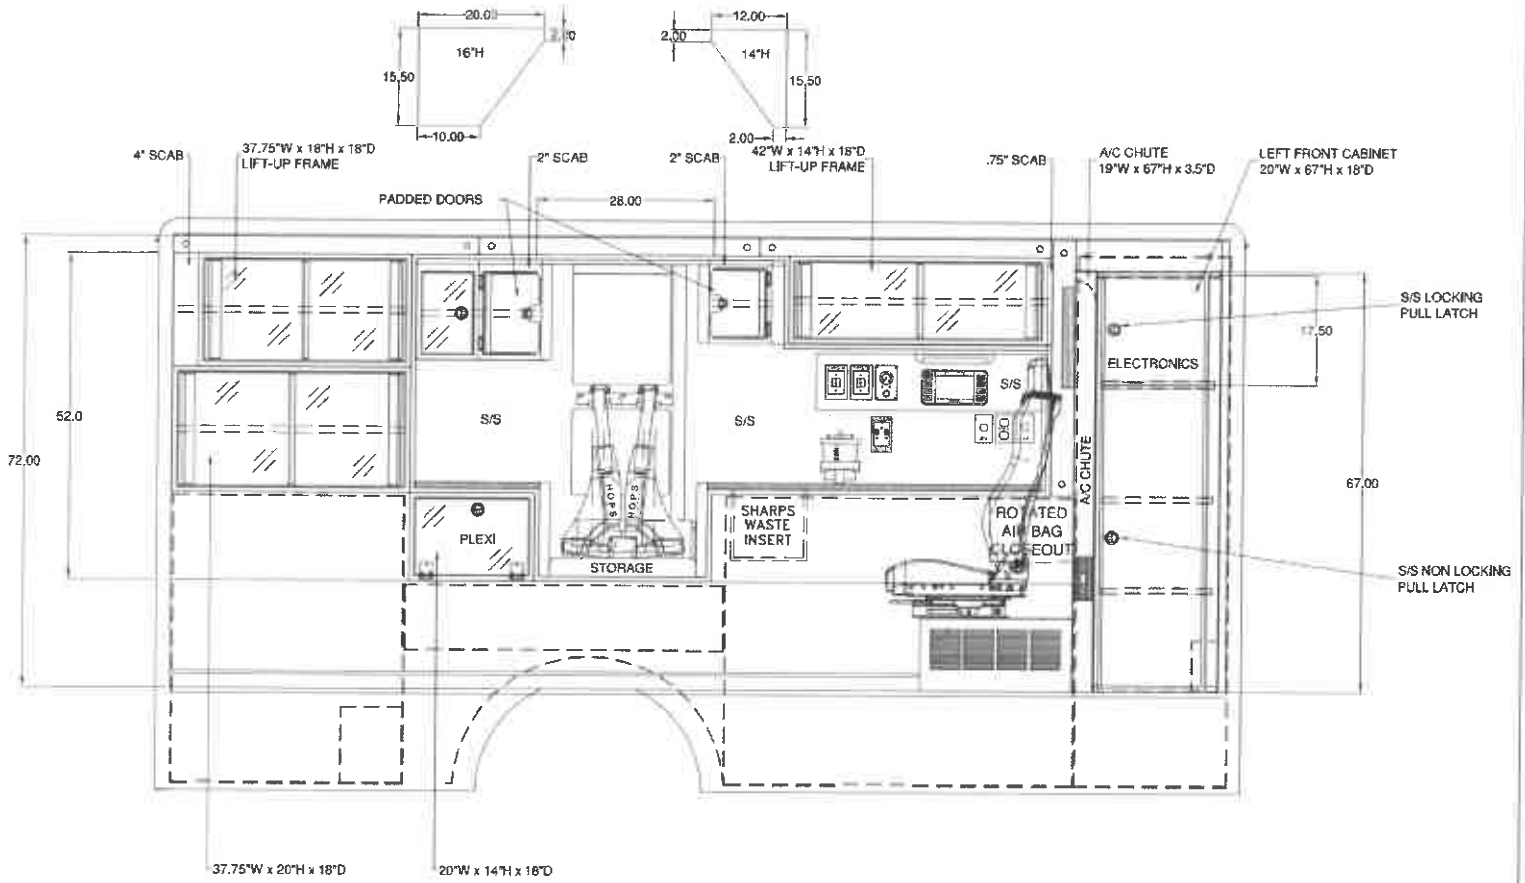 20.00
12.00
2.00
2.00
16"H
14"H
15.50
15.50
10.00
2.00
4" SCAB
37.75"W x 18"H x 18"D
LIFT-UP FRAME
2" SCAB
2" SCAB
42"W x 14"H x 18"D
LIFT-UP FRAME
.75" SCAB
A/C CHUTE
19"W x 67"H x 3.5"D
LEFT FRONT CABINET
20"W x 67"H x 18"D
PADDED DOORS
28.00
S/S LOCKING
PULL LATCH
17.50
ELECTRONICS
S/S
52.0
S/S
S/S
72.00
A/C CHUTE
67.00
HOPS
HOPS
SHARPS
WASTE
INSERT
ROTATED
AIR BAG
CLOSEOUT
PLEXI
STORAGE
S/S NON LOCKING
PULL LATCH
37.75"W x 20"H x 18"D
20"W x 14"H x 18"D